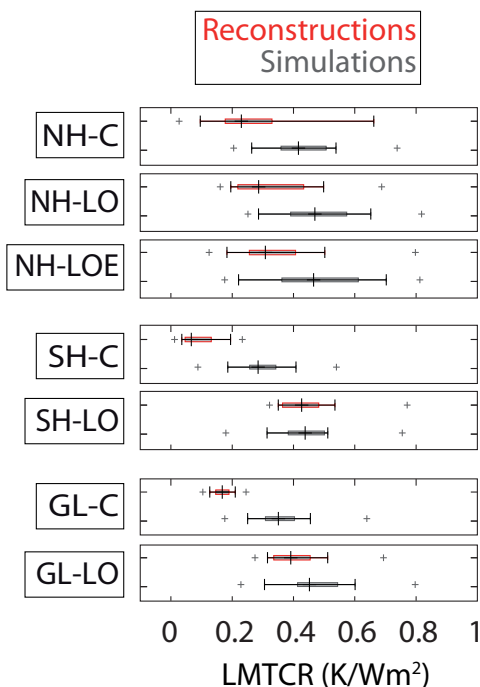 Reconstructions
Simulations
NH-C
NH-LO
NH-LOE
SH-C
SH-LO
GL-C
GL-LO
0 0.2 0.4 0.6 0.8 1
LMTCR (K/Wm²)